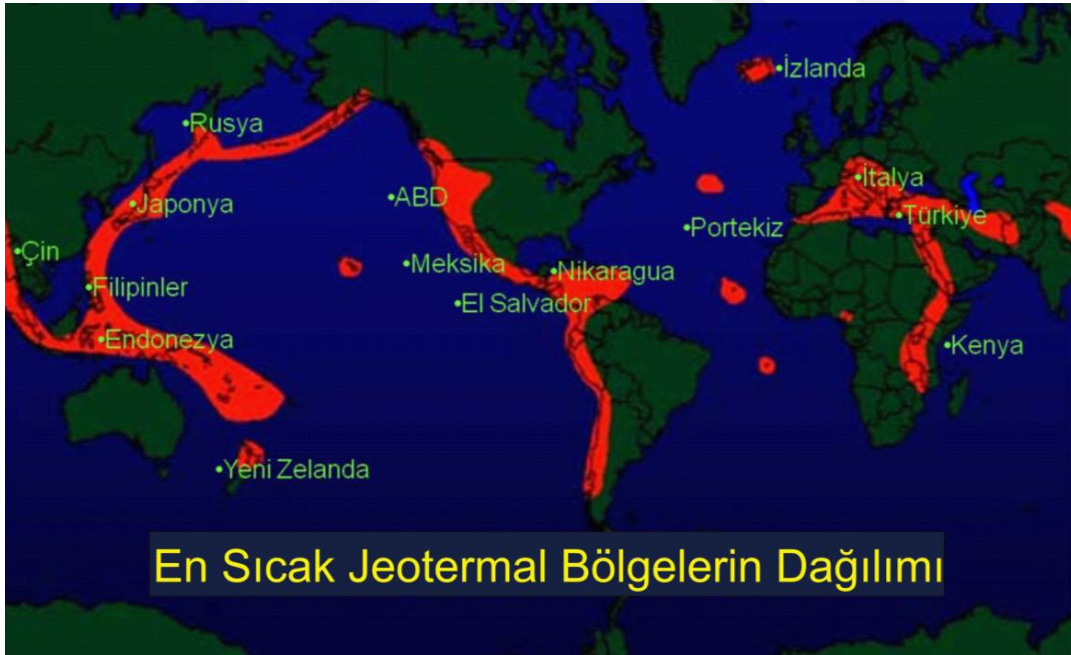 •İzlanda
•Rusya
•İtalya
•Japonya
•ABD
•Portekiz
•Türkiye
•Çin
•Meksika
•Nikaragua
•Filipinler
•El Salvador
•Endonezya
•Kenya
•Yeni Zelanda
En Sıcak Jeotermal Bölgelerin Dağılımı